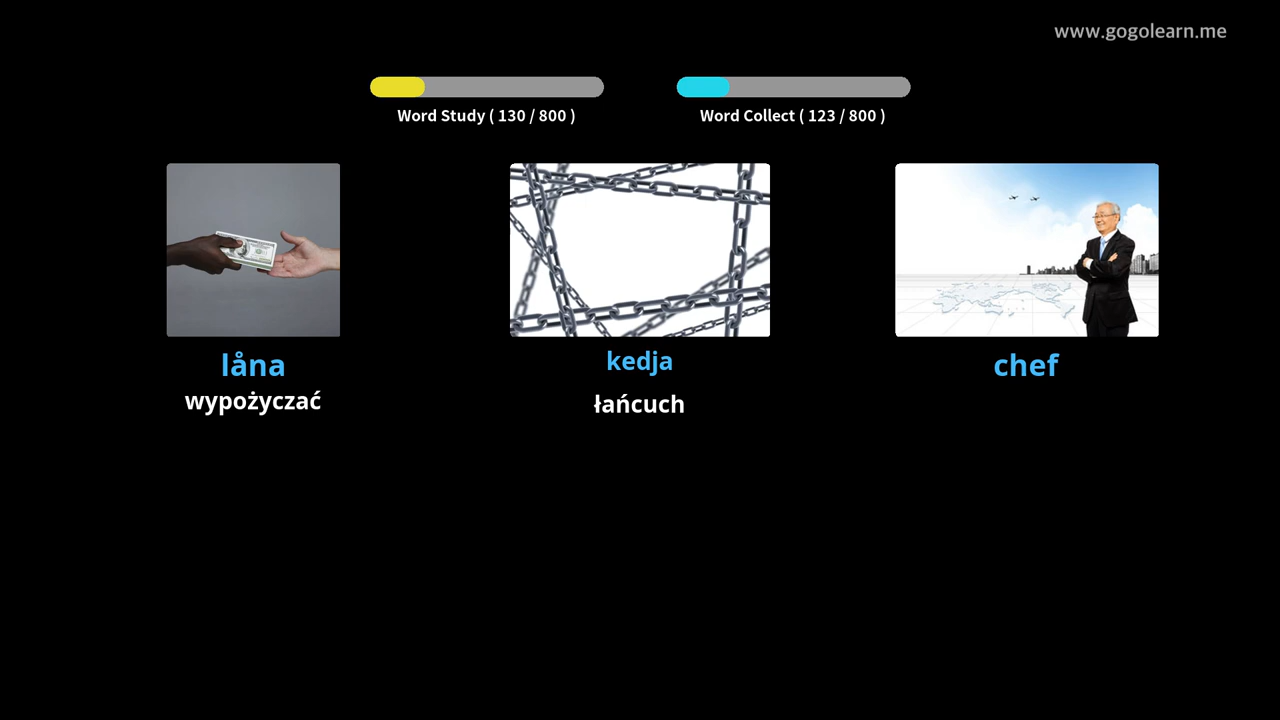 www.gogolearn.me
Word Study ( 130 / 800 )
Word Collect ( 123 / 800 )
låna
wypożyczać
kedja
łańcuch
chef